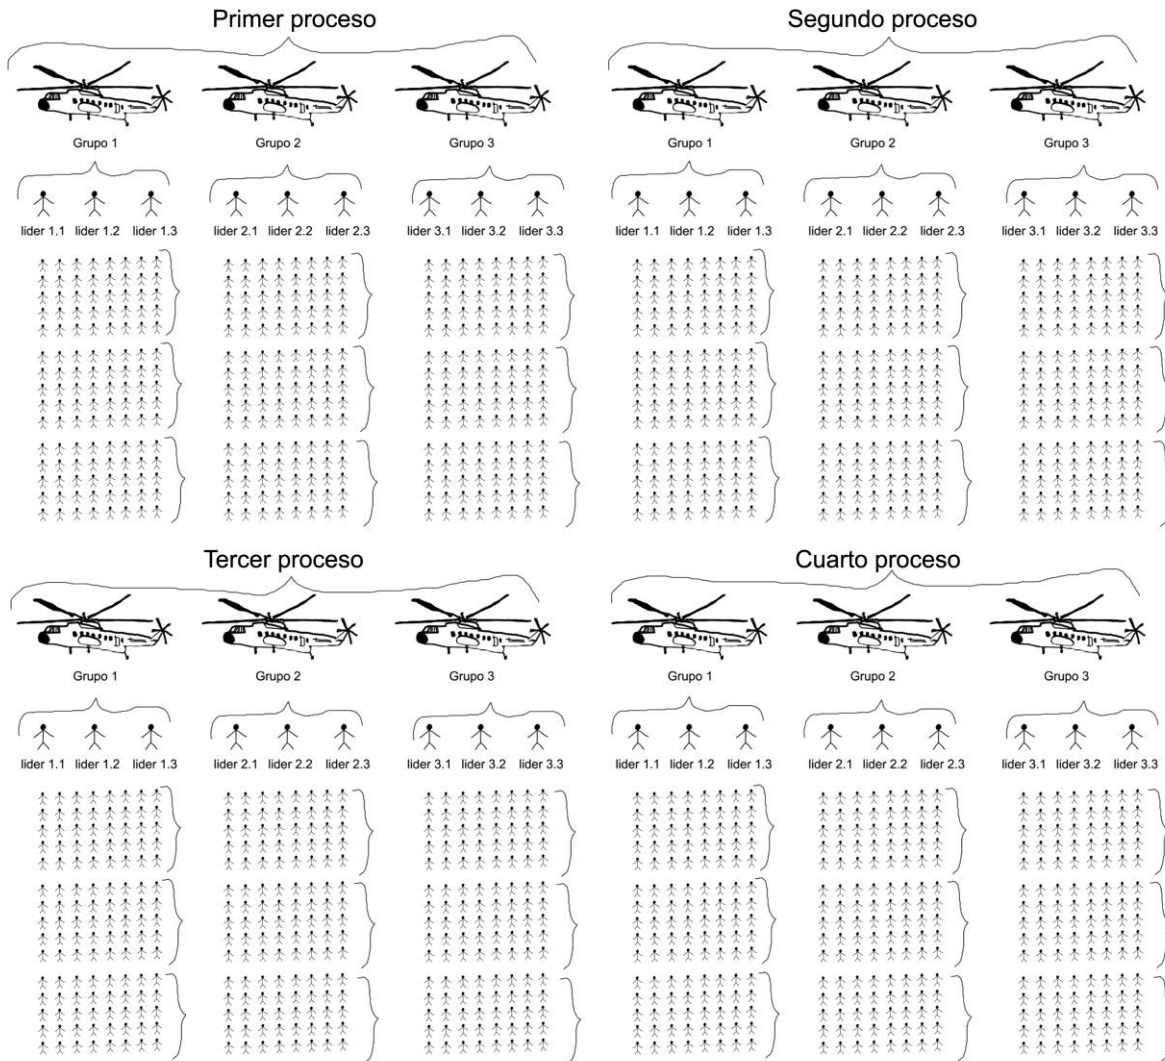 Primer proceso
Segundo proceso
Grupo 1 Grupo 2 Grupo 3 Grupo 1 Grupo 2 Grupo 3
lider 1.1 lider 1.2 lider 1.3 lider 2.1 lider 2.2 lider 2.3 lider 3.1 lider 3.2 lider 3.3 lider 1.1 lider 1.2 lider 1.3 lider 2.1 lider 2.2 lider 2.3 lider 3.1 lider 3.2 lider 3.3
Tercer proceso
Cuarto proceso
Grupo 1 Grupo 2 Grupo 3 Grupo 1 Grupo 2 Grupo 3
lider 1.1 lider 1.2 lider 1.3 lider 2.1 lider 2.2 lider 2.3 lider 3.1 lider 3.2 lider 3.3 lider 1.1 lider 1.2 lider 1.3 lider 2.1 lider 2.2 lider 2.3 lider 3.1 lider 3.2 lider 3.3